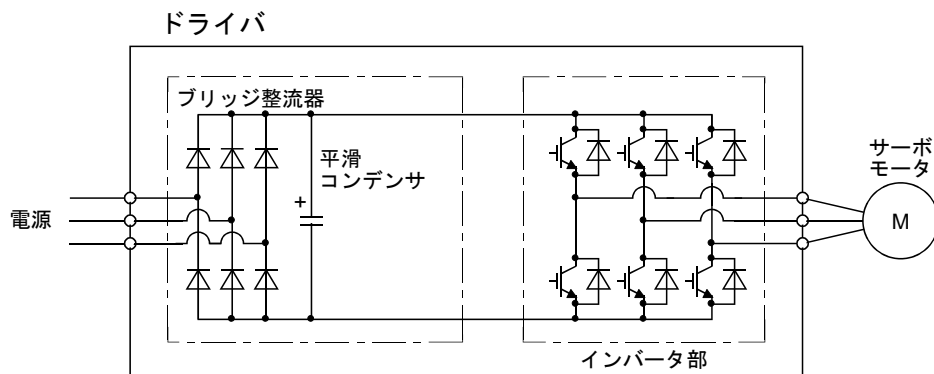 ドライバ
ブリッジ整流器
平滑
コンデンサ
+
電源
サーボ
モータ
M
インバータ部